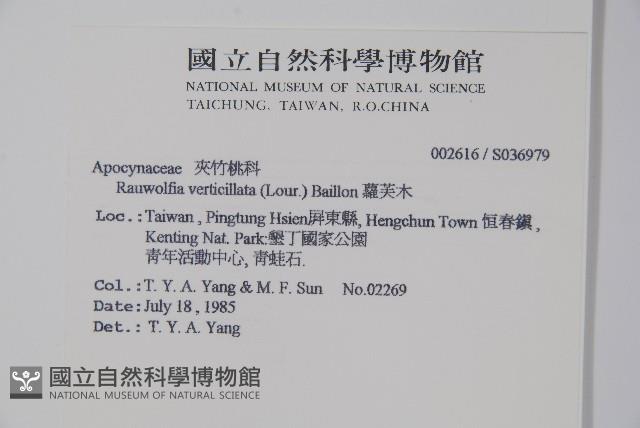 國立自然科學博物館
NATIONAL MUSEUM OF NATURAL SCIENCE
TAICHUNG, TAIWAN, R.O.CHINA
002616 / S036979
Apocynaceae 夾竹桃科
Rauwolfia verticillata (Lour.) Baillon 蘿芙木
Loc.: Taiwan , Pingtung Hsien屏東縣, Hengchun Town 恆春鎮 ,
Kenting Nat. Park:墾丁國家公園
青年活動中心, 青蛙石.
Col.: T. Y. A. Yang & M. F. Sun No.02269
Date: July 18 , 1985
Det.: T. Y. A. Yang
國立自然科學博物館
NATIONAL MUSEUM OF NATURAL SCIENCE